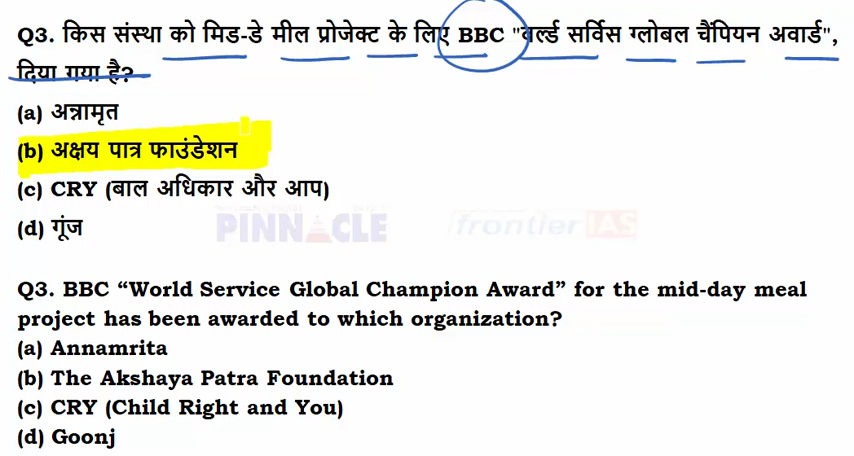 Q3. किस संस्था को मिड-डे मील प्रोजेक्ट के लिए BBC "वर्ल्ड सर्विस ग्लोबल चैंपियन अवार्ड",
दिया गया है?
(a) अन्नामृत
(b) अक्षय पात्र फाउंडेशन
(c) CRY (बाल अधिकार और आप)
(d) गूंज
PINNACLE frontier IAS
Q3. BBC “World Service Global Champion Award” for the mid-day meal
project has been awarded to which organization?
(a) Annamrita
(b) The Akshaya Patra Foundation
(c) CRY (Child Right and You)
(d) Goonj